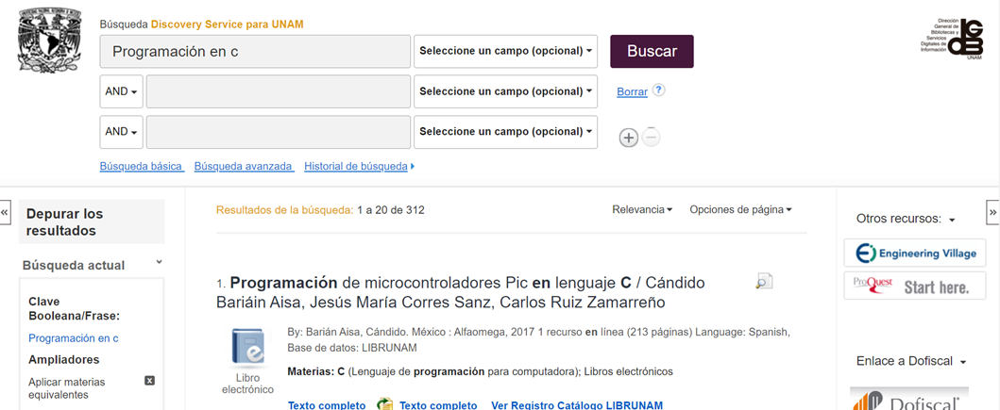 Búsqueda Discovery Service para UNAM
Programación en c
Seleccione un campo (opcional)
Buscar
AND
Seleccione un campo (opcional)
Borrar
?
AND
Seleccione un campo (opcional)
Búsqueda básica Búsqueda avanzada Historial de búsqueda
Dirección
General de
Bibliotecas y
Servicios
Digitales de
Información
UNAM
«
Depurar los
resultados
Búsqueda actual
Clave
Booleana/Frase:
Programación en c
Ampliadores
Aplicar materias
equivalentes
x
Resultados de la búsqueda: 1 a 20 de 312
Relevancia Opciones de página
1. Programación de microcontroladores Pic en lenguaje C / Cándido
Bariáin Aisa, Jesús María Corres Sanz, Carlos Ruiz Zamarreño
By: Barián Aisa, Cándido. México : Alfaomega, 2017 1 recurso en línea (213 páginas) Language: Spanish,
Base de datos: LIBRUNAM
Libro
electrónico
Materias: C (Lenguaje de programación para computadora); Libros electrónicos
Texto completo Texto completo Ver Registro Catálogo LIBRUNAM
»
Otros recursos:
Engineering Village
ProQuest Start here.
Enlace a Dofiscal
Dofiscal